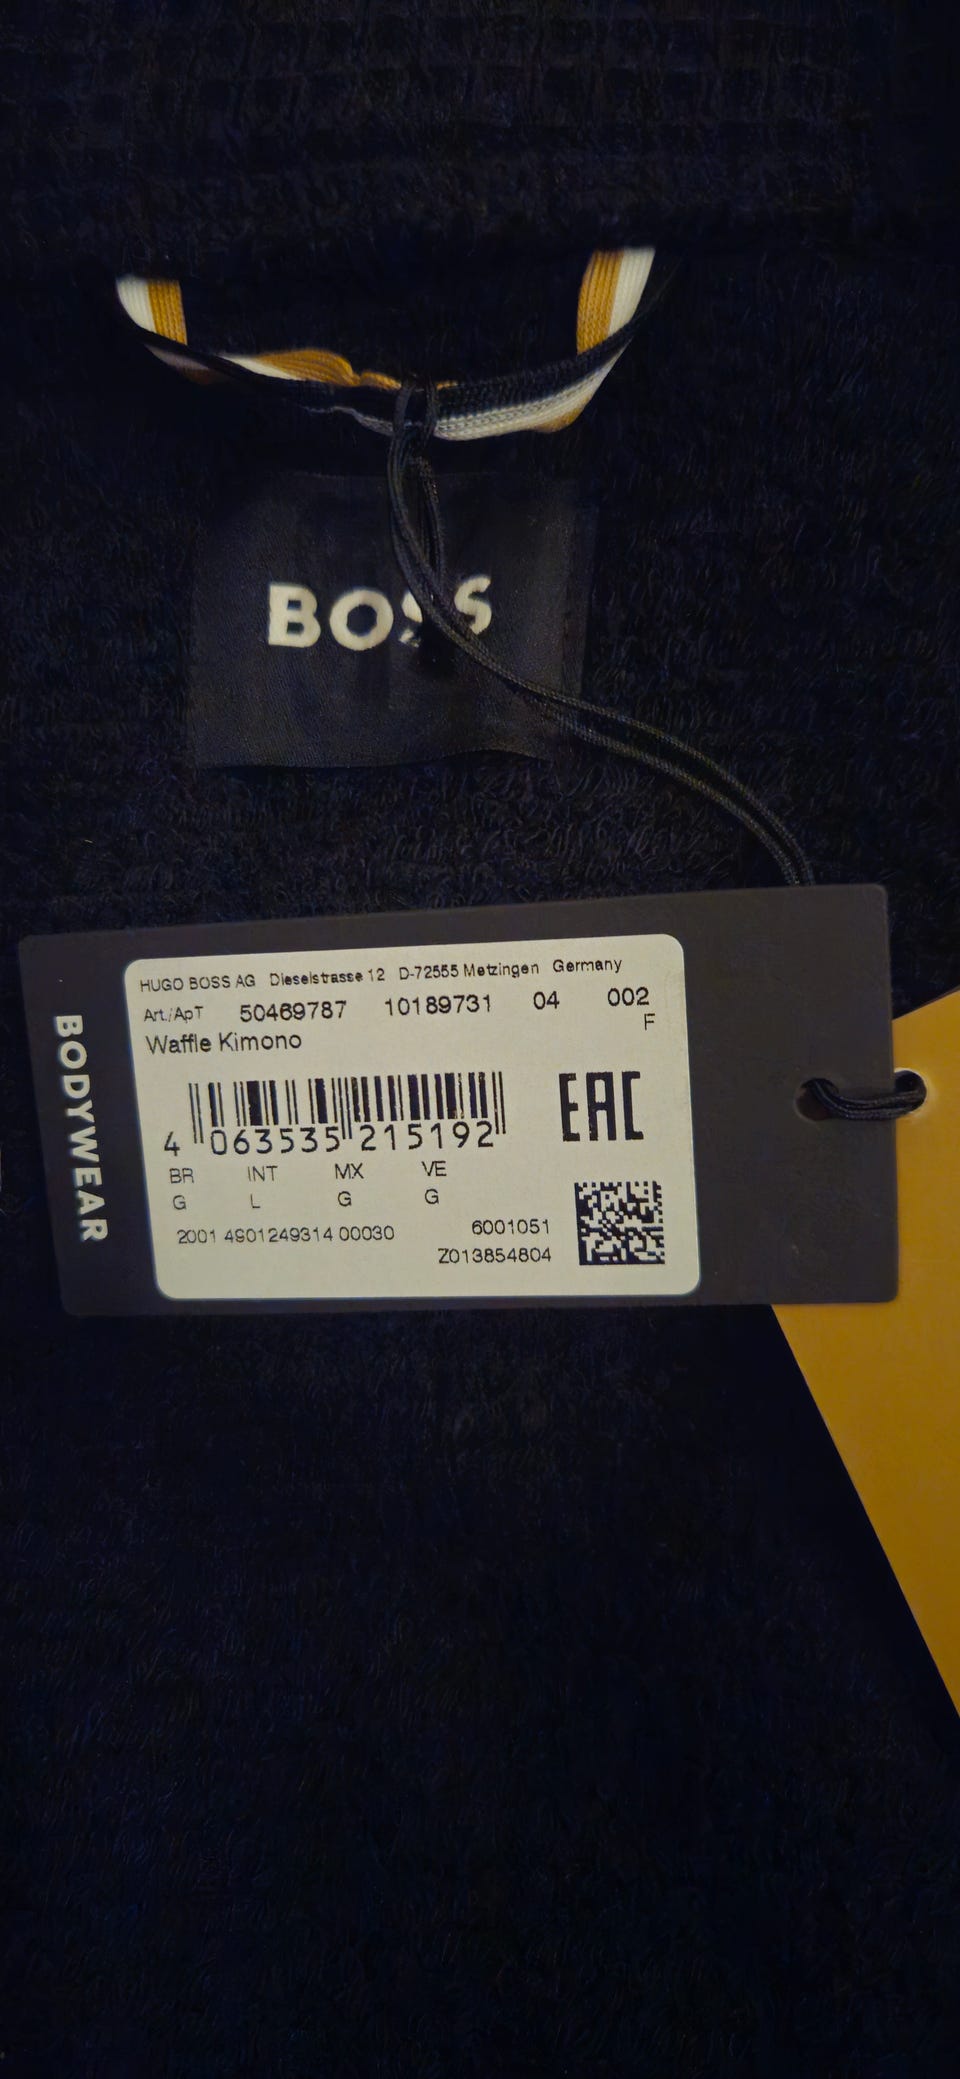 BOSS
BODYWEAR
HUGO BOSS AG Dieselstrasse 12 D-72555 Metzingen Germany
Art./АрТ 50469787 10189731 04 002
F
Waffle Kimono
EAC
4 063535 215192
BR INT MX VE
G L G G
2001 4901249314 00030 6001051
Z013854804